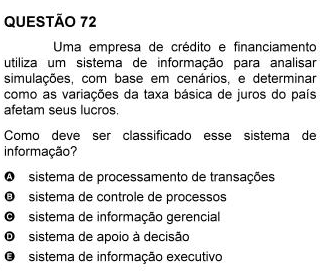 QUESTÃO 72
Uma empresa de crédito e financiamento
utiliza um sistema de informação para analisar
simulações, com base em cenários, e determinar
como as variações da taxa básica de juros do país
afetam seus lucros.
Como deve ser classificado esse sistema de
informação?
A sistema de processamento de transações
B sistema de controle de processos
C sistema de informação gerencial
D sistema de apoio à decisão
E sistema de informação executivo